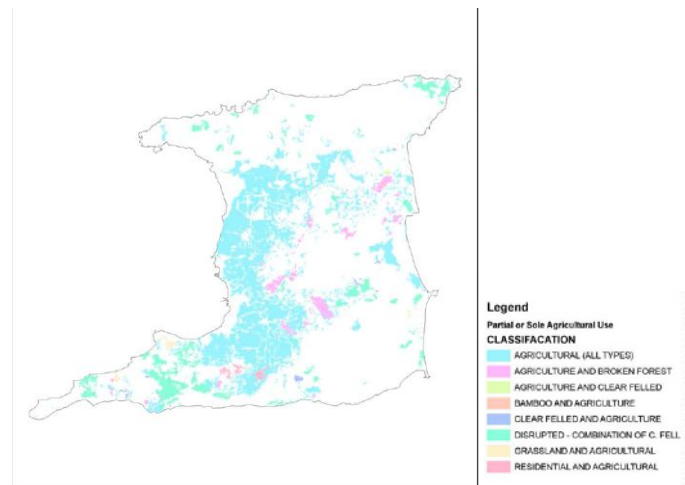 Legend
Partial or Sole Agricultural Use
CLASSIFACATION
AGRICULTURAL (ALL TYPES)
AGRICULTURE AND BROKEN FOREST
AGRICULTURE AND CLEAR FELLED
BAMBOO AND AGRICULTURE
CLEAR FELLED AND AGRICULTURE
DISRUPTED - COMBINATION OF C. FELL
GRASSLAND AND AGRICULTURAL
RESIDENTIAL AND AGRICULTURAL